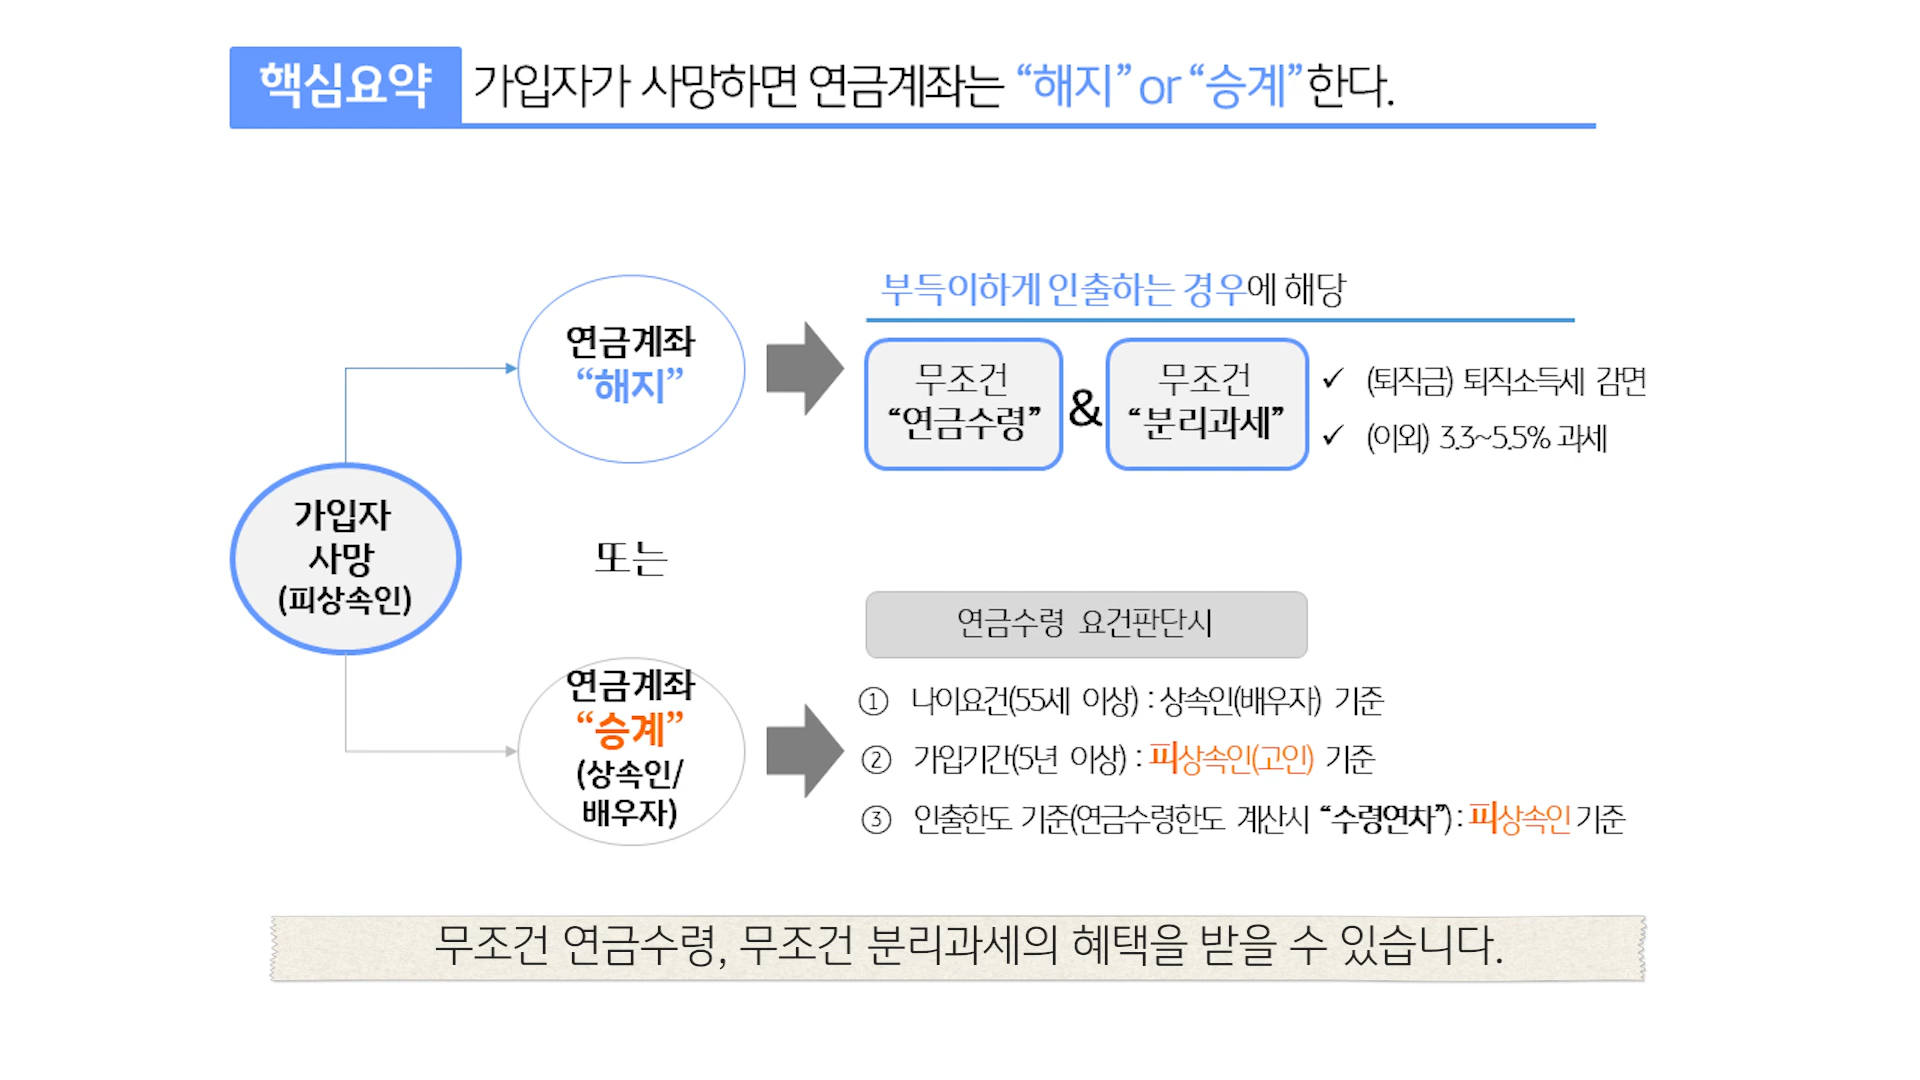 핵심요약 가입자가 사망하면 연금계좌는 “해지” or “승계”한다.
가입자
사망
(피상속인)
연금계좌
“해지”
부득이하게 인출하는 경우에 해당
무조건
“연금수령”
&
무조건
“분리과세”
✓ (퇴직금) 퇴직소득세 감면
✓ (이외) 3.3~5.5% 과세
또는
연금계좌
“승계”
(상속인/
배우자)
연금수령 요건판단시
① 나이요건(55세 이상) : 상속인(배우자) 기준
② 가입기간(5년 이상) : 피상속인(고인) 기준
③ 인출한도 기준(연금수령한도 계산시 “수령연차”) : 피상속인 기준
무조건 연금수령, 무조건 분리과세의 혜택을 받을 수 있습니다.